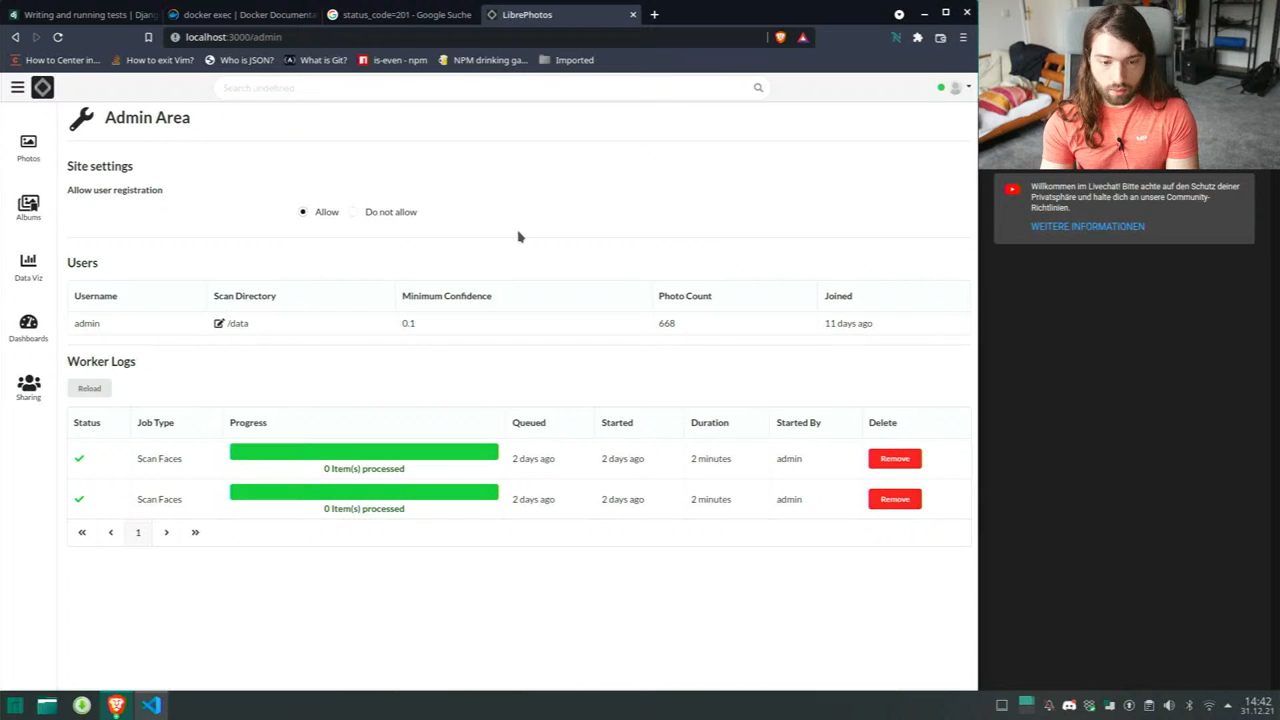 Writing and running tests | Djan
docker exec | Docker Documenta
status_code=201 - Google Suche
LibrePhotos
localhost:3000/admin
How to Center in...
How to exit Vim?
Who is JSON?
What is Git?
is-even - npm
NPM drinking ga...
Imported
Search undefined
Admin Area
Photos
Albums
Data Viz
Dashboards
Sharing
Site settings
Allow user registration
Allow
Do not allow
Users
Username Scan Directory Minimum Confidence Photo Count Joined
admin /data 0.1 668 11 days ago
Worker Logs
Reload
Status Job Type Progress Queued Started Duration Started By Delete
Scan Faces 2 days ago 2 days ago 2 minutes admin Remove
0 Item(s) processed
Scan Faces 2 days ago 2 days ago 2 minutes admin Remove
0 Item(s) processed
« ‹ 1 › »
Willkommen im Livechat! Bitte achte auf den Schutz deiner
Privatsphäre und halte dich an unsere Community-
Richtlinien.
WEITERE INFORMATIONEN
14:42
31.12.21